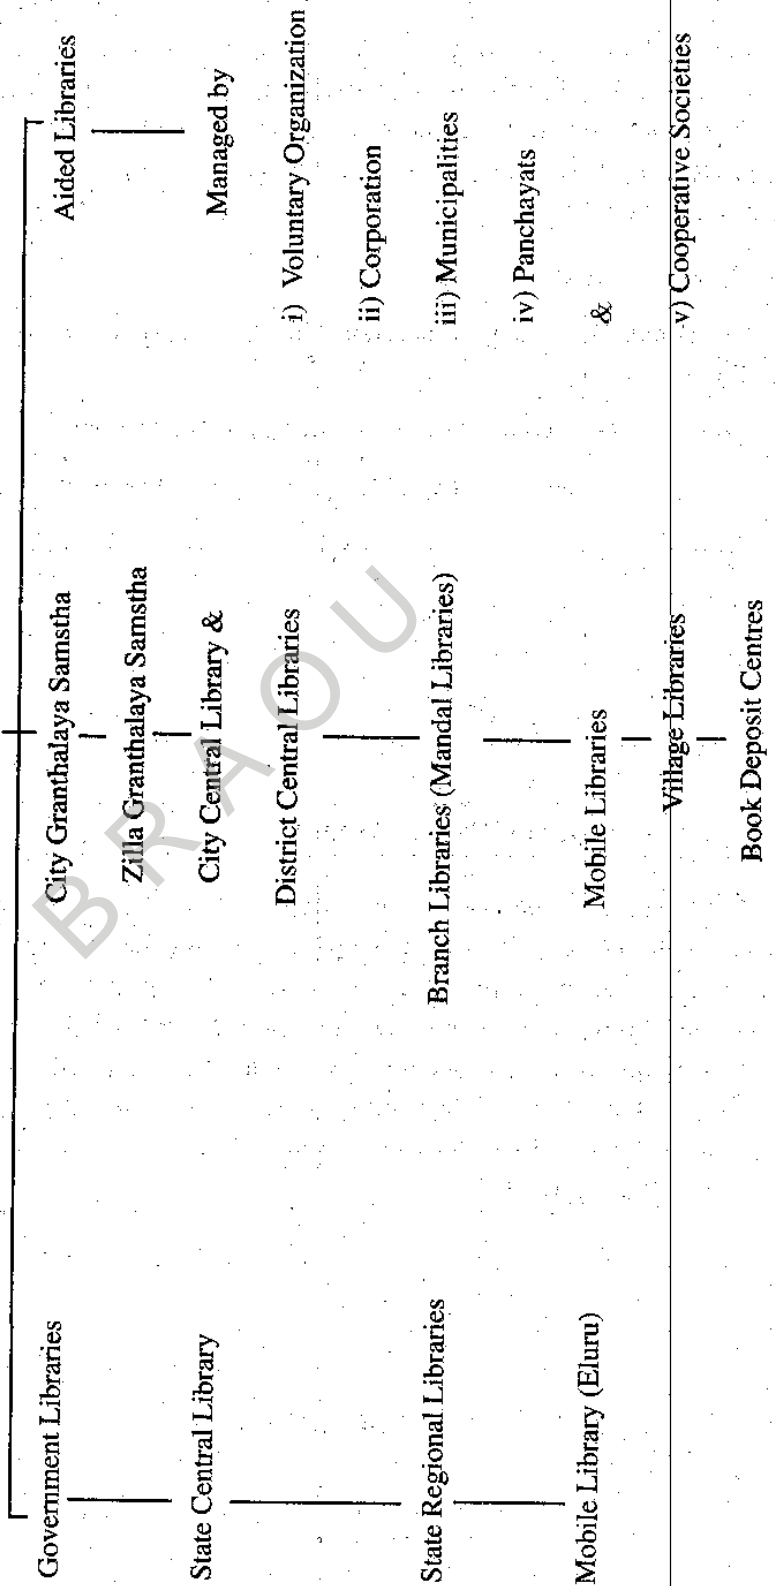 Government Libraries
State Central Library
State Regional Libraries
Mobile Library (Eluru)
City Granthalaya Samstha
Zilla Granthalaya Samstha
City Central Library &
District Central Libraries
Branch Libraries (Mandal Libraries)
Mobile Libraries
Village Libraries
Book Deposit Centres
Aided Libraries
Managed by
i) Voluntary Organization
ii) Corporation
iii) Municipalities
iv) Panchayats
&
v) Cooperative Societies
BRAOU